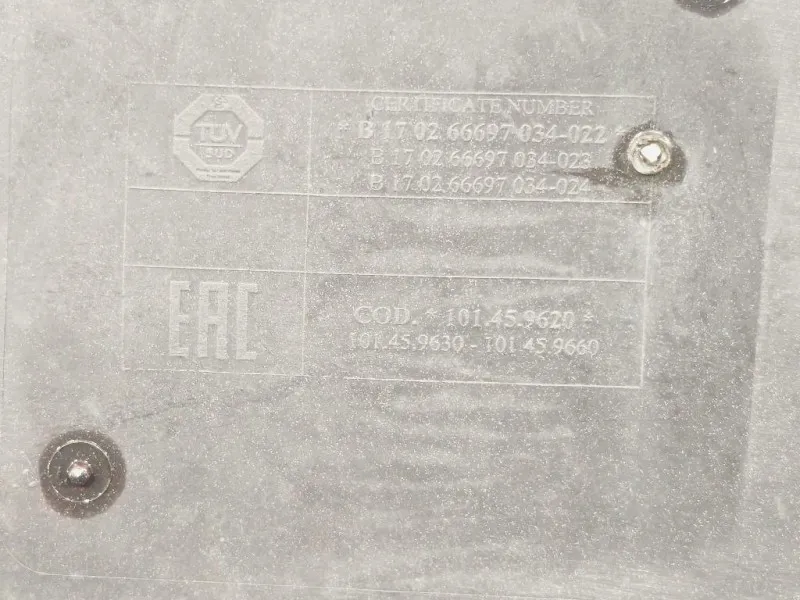 TÜV
SÜD
CERTIFICATE NUMBER
* B 17 02 66697 034-022 *
17 02 66697 034-023
B 17 02 66697 034-024
EAC
COD. * 101.45.9620 *
101.45.9630 - 101.45.9660